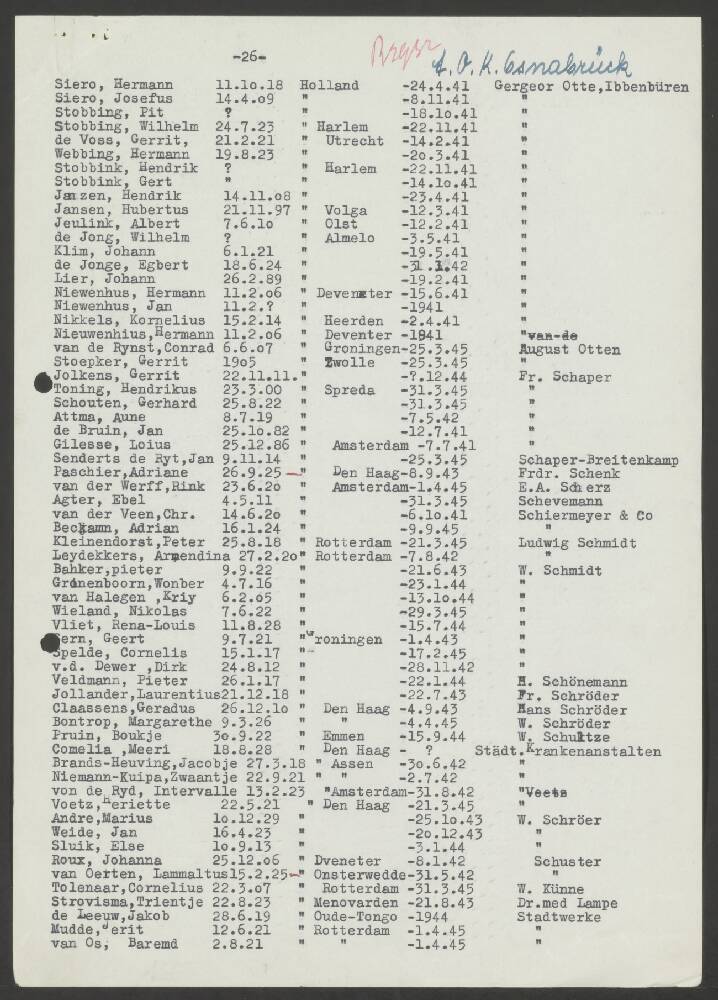 -26-
A.O.K. Osnabrück
Siero, Hermann 11.10.18 Holland -24.4.41 Gergeor Otte,Ibbenbüren
Siero, Josefus 14.4.09 " " -8.11.41 "
Stobbing, Pit ? " " -18.10.41 "
Stobbing, Wilhelm 24.7.23 " Harlem -22.11.41 "
de Voss, Gerrit, 21.2.21 " Utrecht -14.2.41 "
Webbing, Hermann 19.8.23 " -20.3.41 "
Stobbink, Hendrik ? " Harlem -22.11.41 "
Stobbink, Gert " " -14.10.41 "
Janzen, Hendrik 14.11.08 " -23.4.41 "
Jansen, Hubertus 21.11.97 " Volga -12.3.41 "
Jeulink, Albert 7.6.10 " Olst -12.2.41 "
de Jong, Wilhelm ? " Almelo -3.5.41 "
Klim, Johann 6.1.21 " -19.5.41 "
de Jonge, Egbert 18.6.24 " -31.1.42 "
Lier, Johann 26.2.89 " -19.2.41 "
Niewenhus, Hermann 11.2.06 " Deventer -15.6.41 "
Niewenhus, Jan 11.2.? " -1941 "
Nikkels, Kornelius 15.2.14 " Heerden -2.4.41 "
Nieuwenhius,Hermann 11.2.06 " Deventer -1941 "van-de
van de Rynst,Conrad 6.6.07 " Groningen-25.3.45 August Otten
Stoepker, Gerrit 1905 " Zwolle -25.3.45 "
Jolkens, Gerrit 22.11.11." -?.12.44 Fr. Schaper
Toning, Hendrikus 23.3.00 " Spreda -31.3.45 "
Schouten, Gerhard 25.8.22 " -31.3.45 "
Attma, Aune 8.7.19 " -7.5.42 "
de Bruin, Jan 25.10.82 " -12.7.41 "
Gilesse, Loius 25.12.86 " Amsterdam -7.7.41 "
Senderts de Ryt,Jan 9.11.14 " -25.3.45 Schaper-Breitenkamp
Paschier,Adriane 26.9.25 — Den Haag-8.9.43 Frdr. Schenk
van der Werff,Rink 23.6.20 " Amsterdam-1.4.45 E.A. Scherz
Agter, Ebel 4.5.11 " -31.3.45 Schevemann
van der Veen,Chr. 14.6.20 " -6.10.41 Schiermeyer & Co
Beckamn, Adrian 16.1.24 " -9.9.45 "
Kleinendorst,Peter 25.8.18 " Rotterdam -21.3.45 Ludwig Schmidt
Leydekkers, Armendina 27.2.20" Rotterdam -7.8.42 "
Bahker,pieter 9.9.22 " -21.6.43 W. Schmidt
Grönenboorn,Wonber 4.7.16 " -23.1.44 "
van Halegen ,Kriy 6.2.05 " -13.10.44 "
Wieland, Nikolas 7.6.22 " -29.3.45 "
Vliet, Rena-Louis 11.8.28 " -15.7.44 "
ern, Geert 9.7.21 "Groningen -1.4.43 "
Spelde, Cornelis 15.1.17 " -17.2.45 "
v.d. Dewer ,Dirk 24.8.12 " -28.11.42 "
Veldmann, Pieter 26.1.17 " -22.1.44 H. Schönemann
Jollander,Laurentius21.12.18 " -22.7.43 Fr. Schröder
Claassens,Geradus 26.12.10 " Den Haag -4.9.43 Hans Schröder
Bontrop, Margarethe 9.3.26 " " -4.4.45 W. Schröder
Pruin, Boukje 30.9.22 " Emmen -15.9.44 W. Schultze
Comelia ,Meeri 18.8.28 " Den Haag - ? Städt.Krankenanstalten
Brands-Heuving,Jacobje 27.3.18 " Assen -30.6.42 "
Niemann-Kuipa,Zwaantje 22.9.21 " " -2.7.42 "
von de Ryd, Intervalle 13.2.23 "Amsterdam-31.8.42 "Veets
Voetz,Heriette 22.5.21 " Den Haag -21.3.45 "
Andre,Marius 10.12.29 " -25.10.43 W. Schröer
Weide, Jan 16.4.23 " -20.12.43 "
Sluik, Else 10.9.13 " -3.1.44 "
Roux, Johanna 25.12.06 " Dveneter -8.1.42 Schuster
van Oerten, Lammaltus15.2.25-" Onsterwedde-31.5.42 "
Tolenaar,Cornelius 22.3.07 " Rotterdam -31.3.45 W. Künne
Strovisma,Trientje 22.8.23 " Menovarden -21.8.43 Dr.med Lampe
de Leeuw,Jakob 28.6.19 " Oude-Tongo -1944 Stadtwerke
Mudde,Gerit 12.6.21 " Rotterdam -1.4.45 "
van Os, Baremd 2.8.21 " " -1.4.45 "